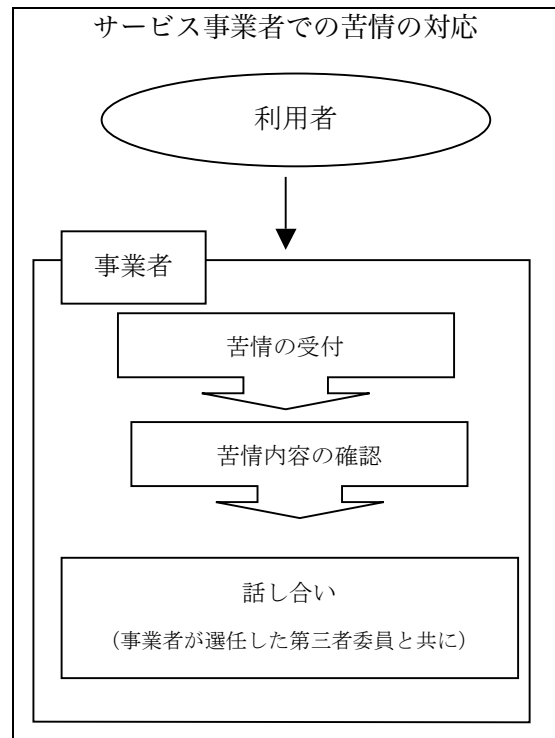 サービス事業者での苦情の対応
利用者
事業者
苦情の受付
苦情内容の確認
話し合い
（事業者が選任した第三者委員と共に）